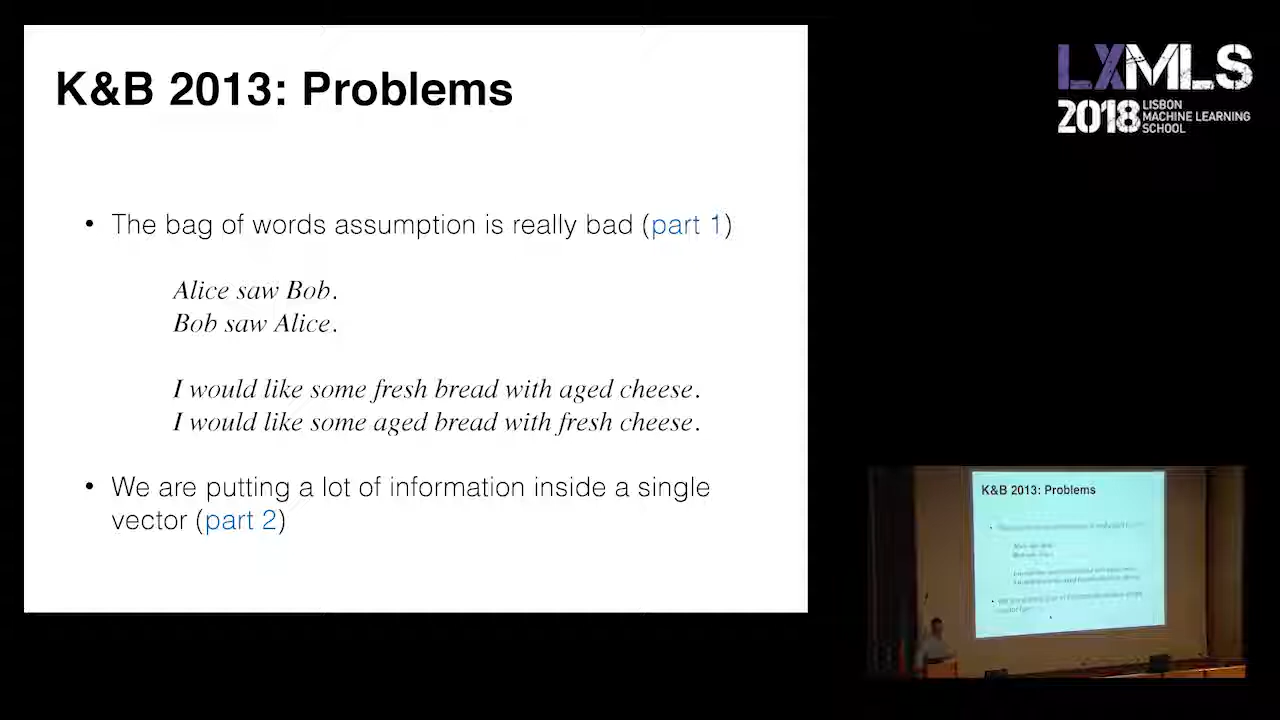 K&B 2013: Problems
• The bag of words assumption is really bad (part 1)
Alice saw Bob.
Bob saw Alice.
I would like some fresh bread with aged cheese.
I would like some aged bread with fresh cheese.
• We are putting a lot of information inside a single
vector (part 2)
LXMLS
2018 LISBON
MACHINE LEARNING
SCHOOL
K&B 2013: Problems